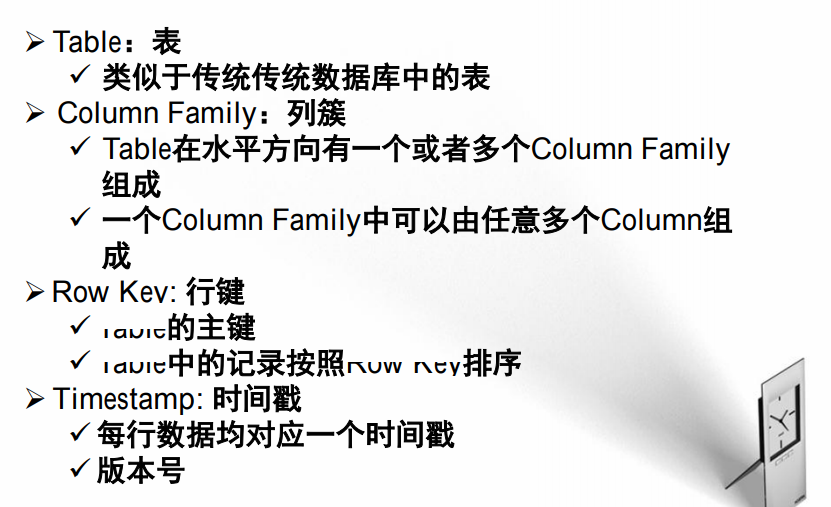 ➢ Table：表
✓ 类似于传统传统数据库中的表
➢ Column Family：列簇
✓ Table在水平方向有一个或者多个Column Family
组成
✓ 一个Column Family中可以由任意多个Column组
成
➢ Row Key: 行键
✓ Table的主键
✓ Table中的记录按照Row Key排序
➢ Timestamp: 时间戳
✓ 每行数据均对应一个时间戳
✓ 版本号